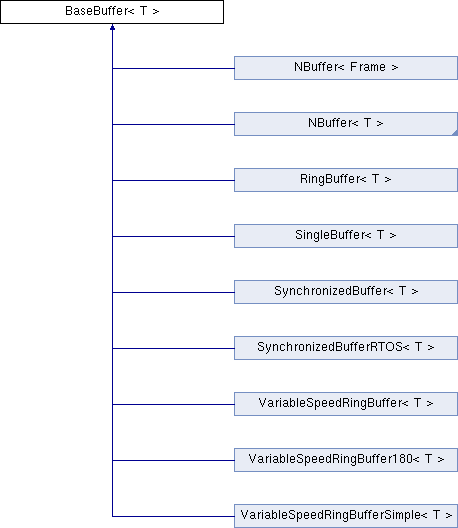 BaseBuffer< T >
NBuffer< Frame >
NBuffer< T >
RingBuffer< T >
SingleBuffer< T >
SynchronizedBuffer< T >
SynchronizedBufferRTOS< T >
VariableSpeedRingBuffer< T >
VariableSpeedRingBuffer180< T >
VariableSpeedRingBufferSimple< T >